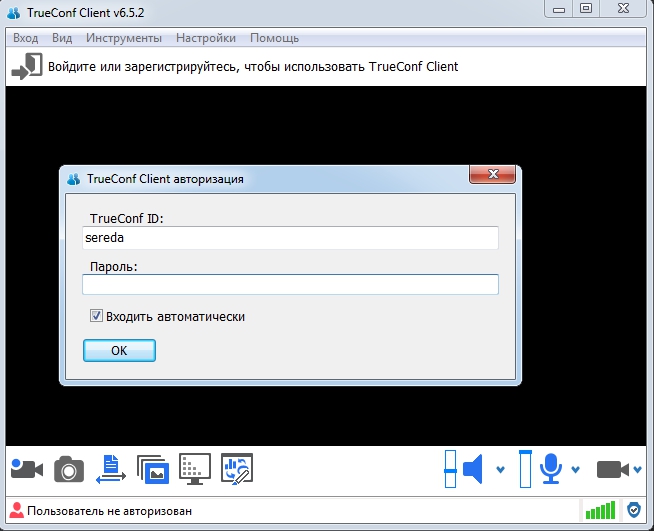 TrueConf Client v6.5.2
Вход Вид Инструменты Настройки Помощь
Войдите или зарегистрируйтесь, чтобы использовать TrueConf Client
TrueConf Client авторизация
TrueConf ID:
sereda
Пароль:
Входить автоматически
OK
Пользователь не авторизован